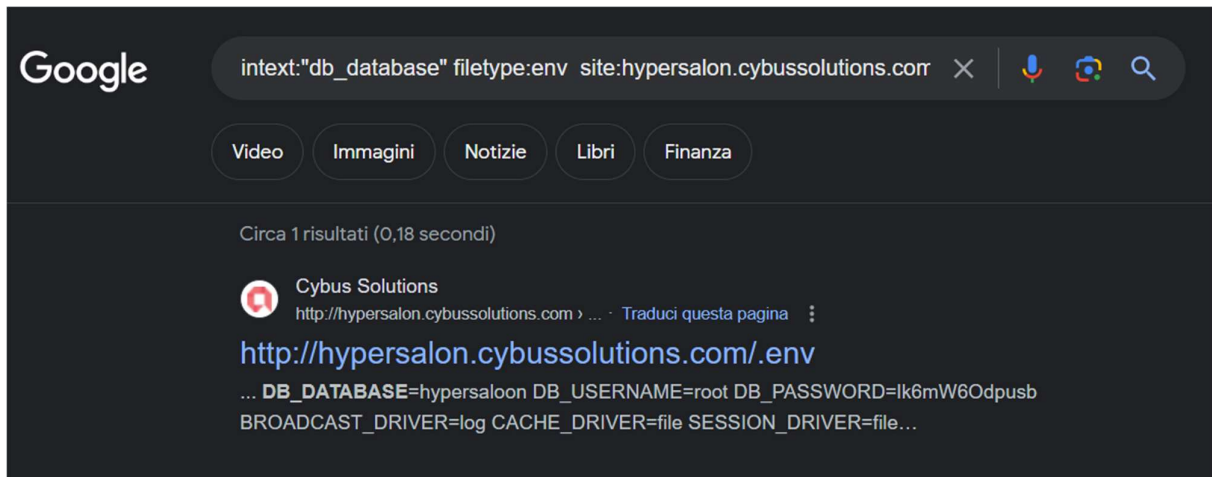 Google
intext:"db_database" filetype:env site:hypersalon.cybussolutions.com
Video Immagini Notizie Libri Finanza
Circa 1 risultati (0,18 secondi)
Cybus Solutions
http://hypersalon.cybussolutions.com › ... · Traduci questa pagina
http://hypersalon.cybussolutions.com/.env
... DB_DATABASE=hypersaloon DB_USERNAME=root DB_PASSWORD=lk6mW6Odpusb
BROADCAST_DRIVER=log CACHE_DRIVER=file SESSION_DRIVER=file...